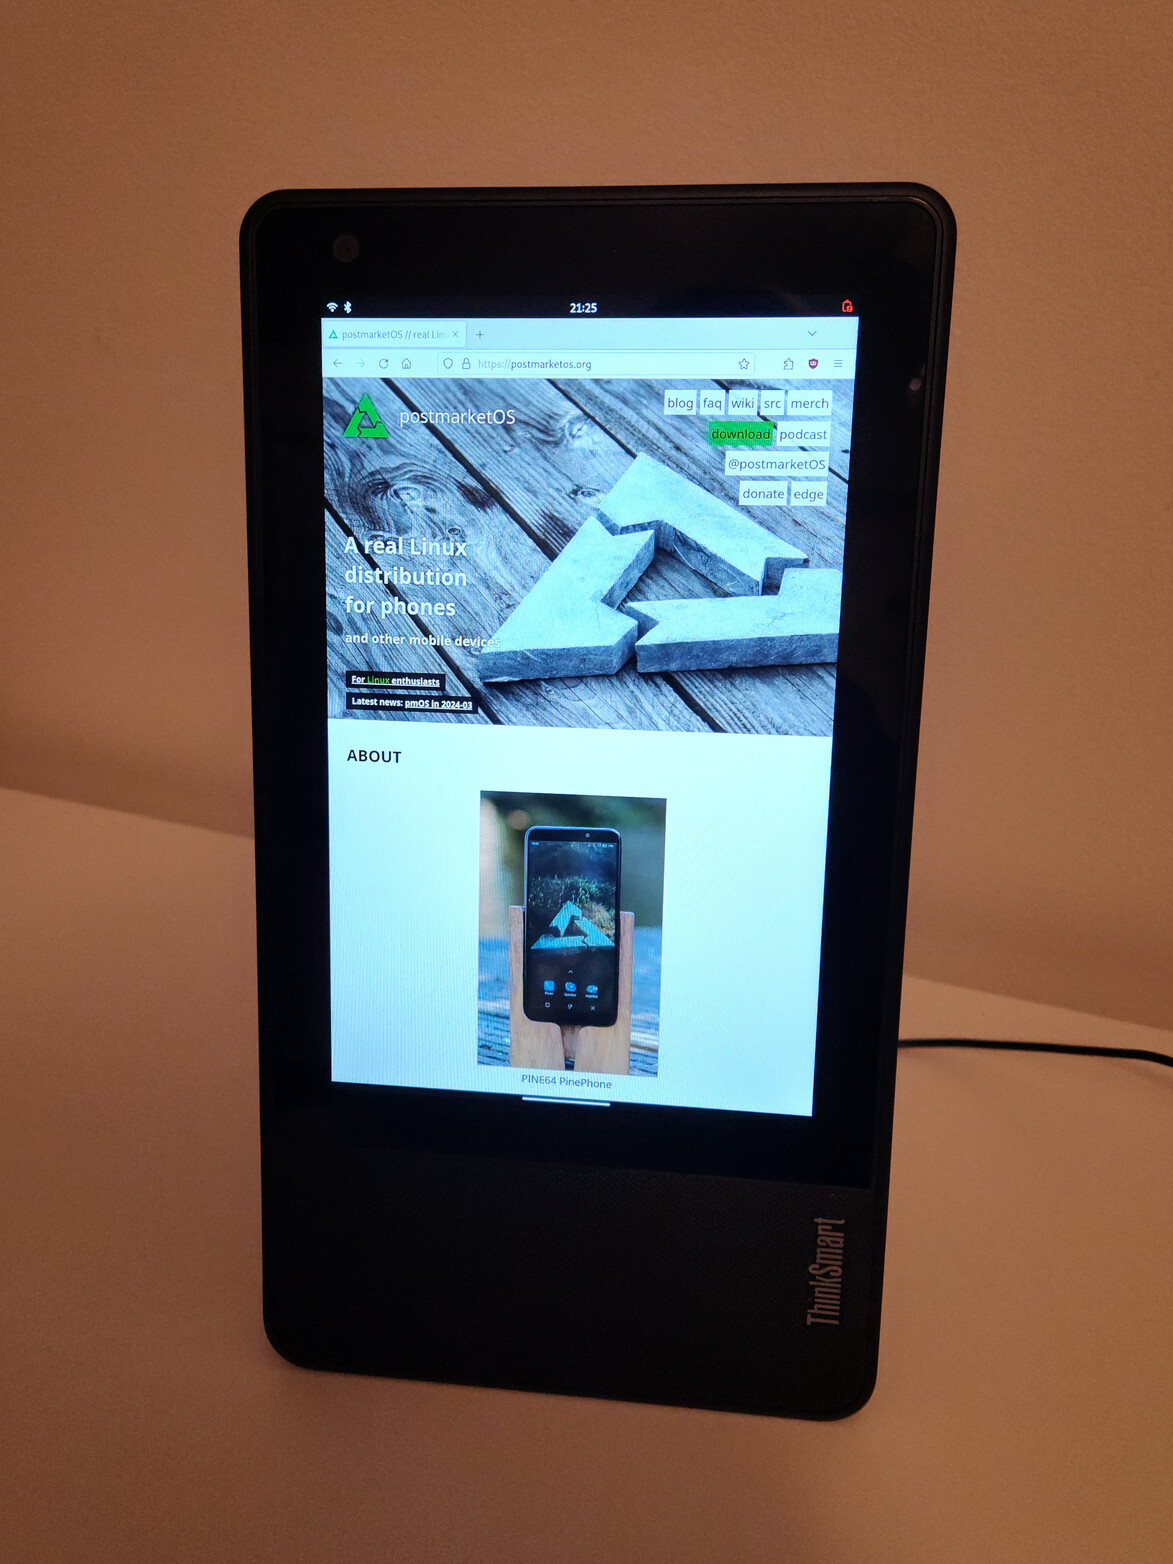 21:25
postmarketOS // real Lin
https://postmarketos.org
postmarketOS
blog faq wiki src merch
download podcast
@postmarketOS
donate edge
A real Linux
distribution
for phones
and other mobile devices
For Linux enthusiasts
Latest news: pmOS in 2024-03
ABOUT
PINE64 PinePhone
ThinkSmart